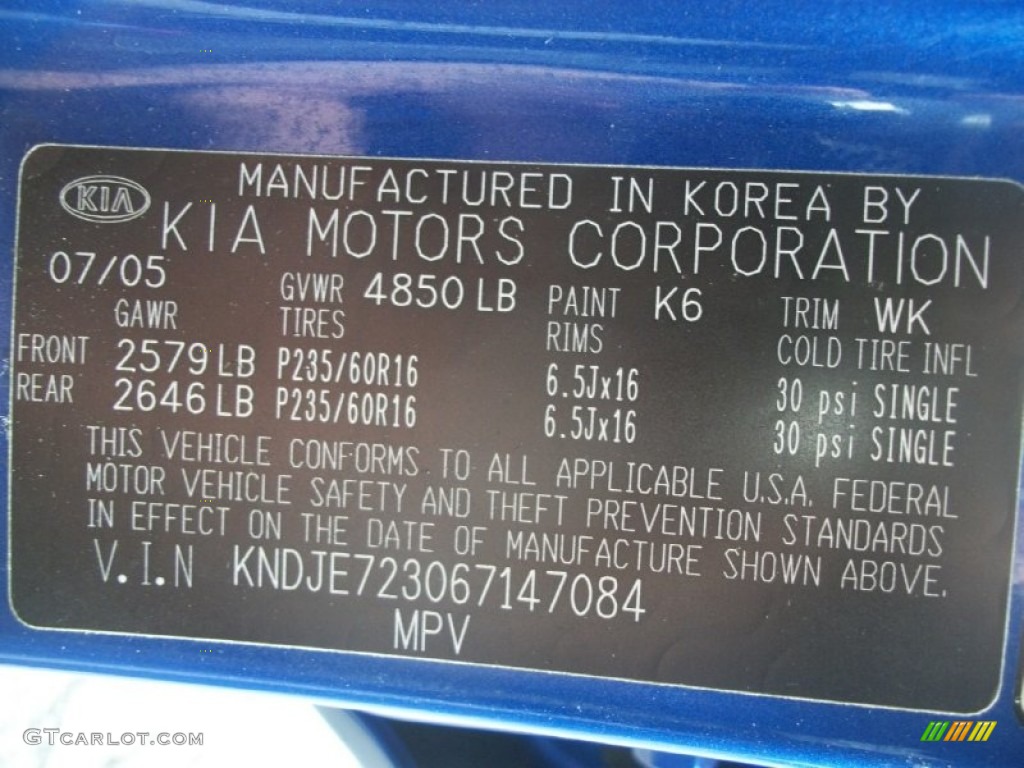 MANUFACTURED IN KOREA BY
KIA
KIA MOTORS CORPORATION
07/05 GVWR 4850 LB PAINT K6 TRIM WK
GAWR TIRES RIMS COLD TIRE INFL
FRONT 2579 LB P235/60R16 6.5Jx16 30 psi SINGLE
REAR 2646 LB P235/60R16 6.5Jx16 30 psi SINGLE
THIS VEHICLE CONFORMS TO ALL APPLICABLE U.S.A. FEDERAL
MOTOR VEHICLE SAFETY AND THEFT PREVENTION STANDARDS
IN EFFECT ON THE DATE OF MANUFACTURE SHOWN ABOVE.
V.I.N KNDJE723067147084
MPV
GTCARLOT.COM